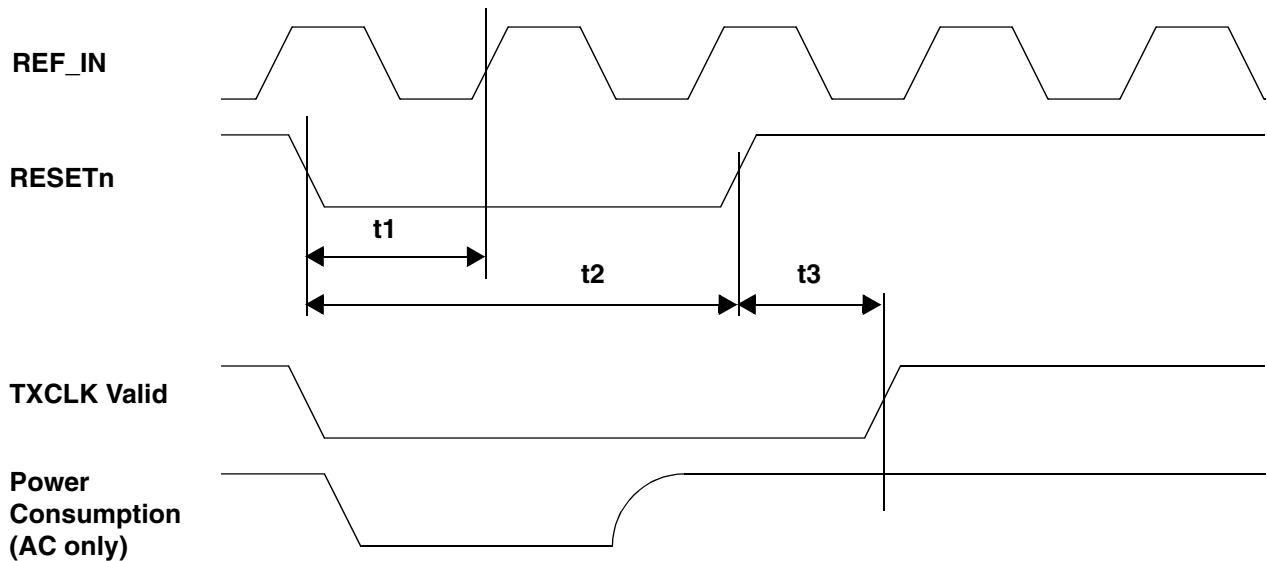 REF_IN
RESETn
t1
t2
t3
TXCLK Valid
Power
Consumption
(AC only)